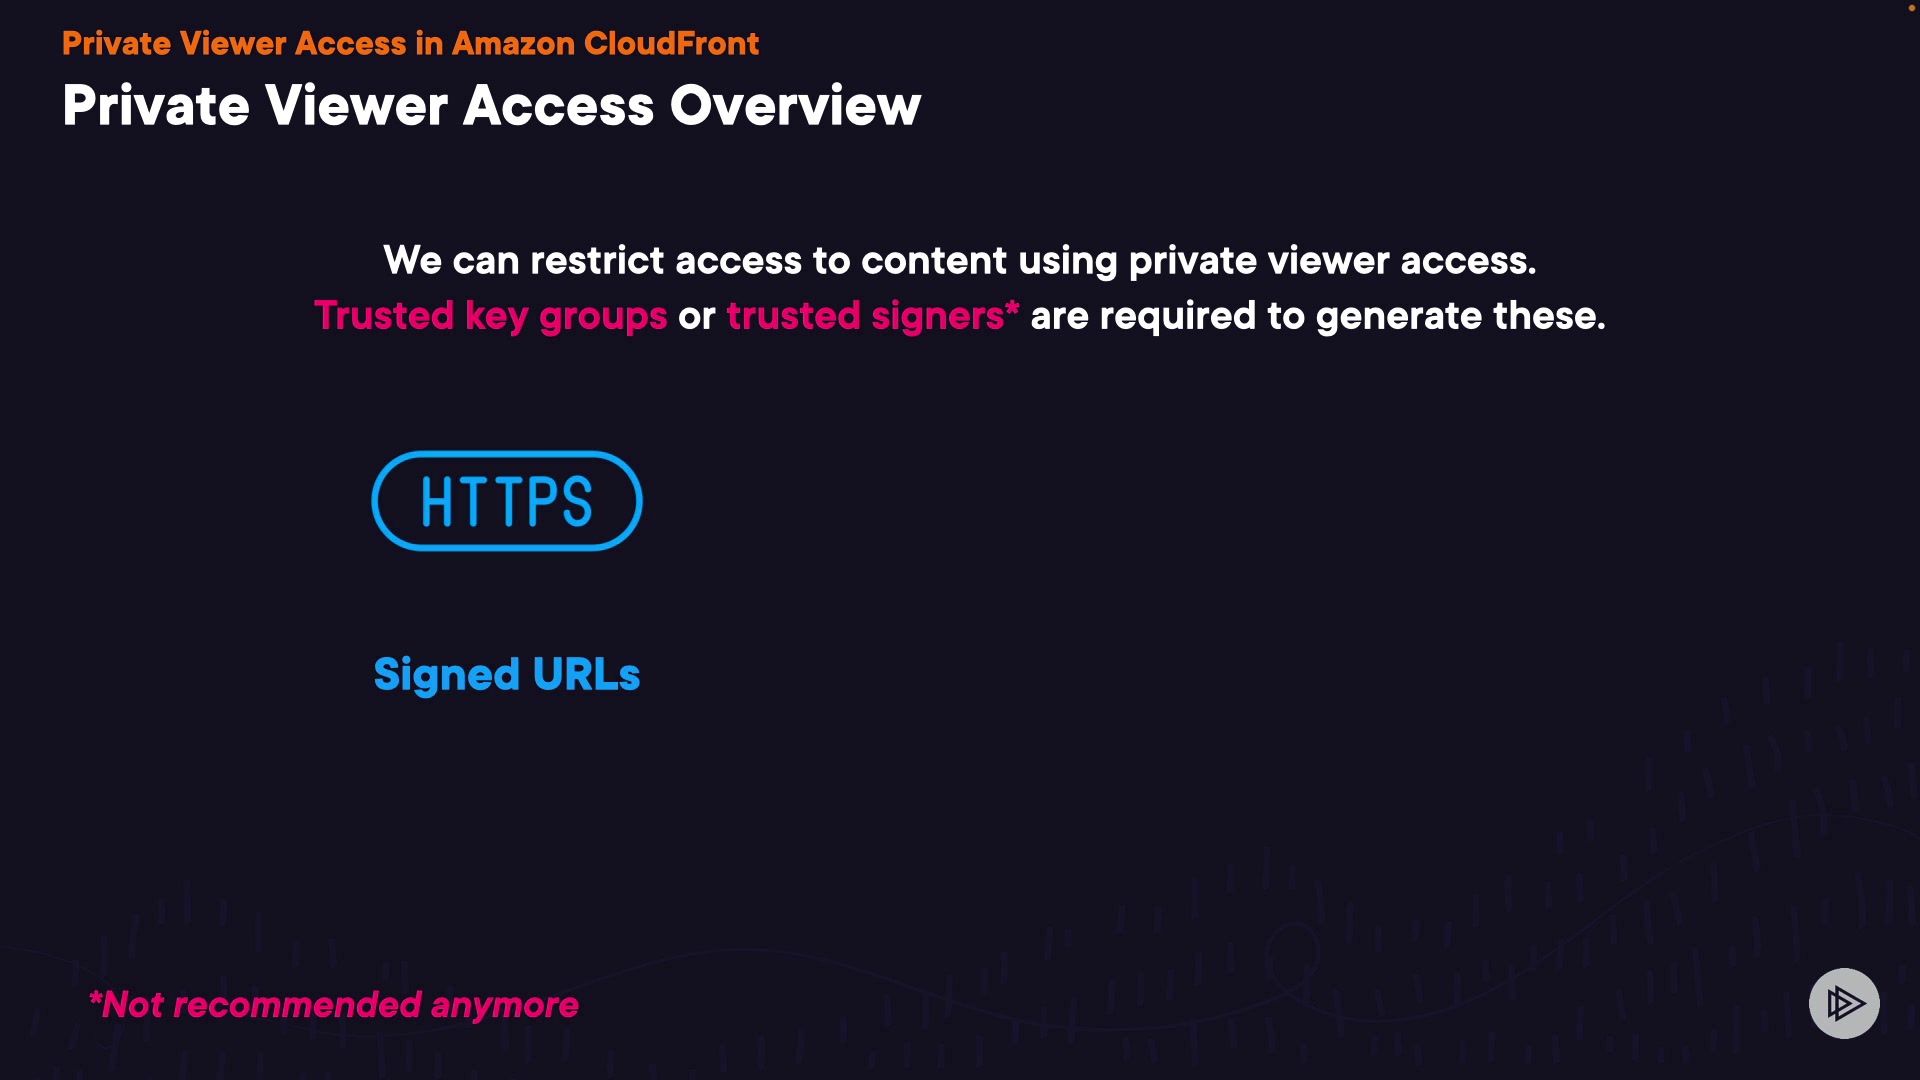 Private Viewer Access in Amazon CloudFront
Private Viewer Access Overview
We can restrict access to content using private viewer access.
Trusted key groups or trusted signers* are required to generate these.
HTTPS
Signed URLs
*Not recommended anymore